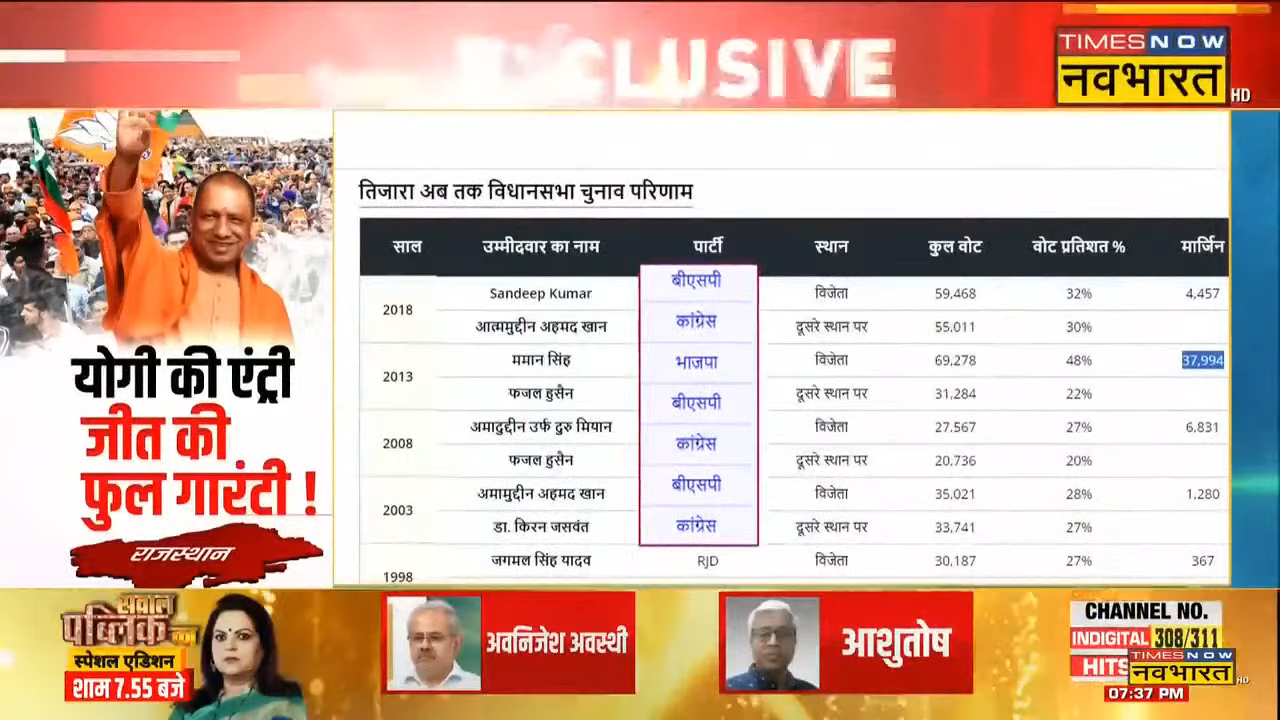 EXCLUSIVE
TIMES NOW
नवभारत
HD
योगी की एंट्री
जीत की
फुल गारंटी !
राजस्थान
तिजारा अब तक विधानसभा चुनाव परिणाम
साल उम्मीदवार का नाम पार्टी स्थान कुल वोट वोट प्रतिशत % मार्जिन
2018 Sandeep Kumar बीएसपी विजेता 59,468 32% 4,457
आत्ममुद्दीन अहमद खान कांग्रेस दूसरे स्थान पर 55,011 30%
2013 ममान सिंह भाजपा विजेता 69,278 48% 37,994
फजल हुसैन बीएसपी दूसरे स्थान पर 31,284 22%
2008 अमादुद्दीन उर्फ दुरु मियान कांग्रेस विजेता 27,567 27% 6,831
फजल हुसैन बीएसपी दूसरे स्थान पर 20,736 20%
2003 अमामुद्दीन अहमद खान कांग्रेस विजेता 35,021 28% 1,280
डा. किरन जसवंत दूसरे स्थान पर 33,741 27%
1998 जगमल सिंह यादव RJD विजेता 30,187 27% 367
सवाल
पब्लिक का
स्पेशल एडिशन
शाम 7.55 बजे
अवनिजेश अवस्थी
आशुतोष
CHANNEL NO.
INDIGITAL 308/311
HITS
TIMES NOW
नवभारत
HD
07:37 PM